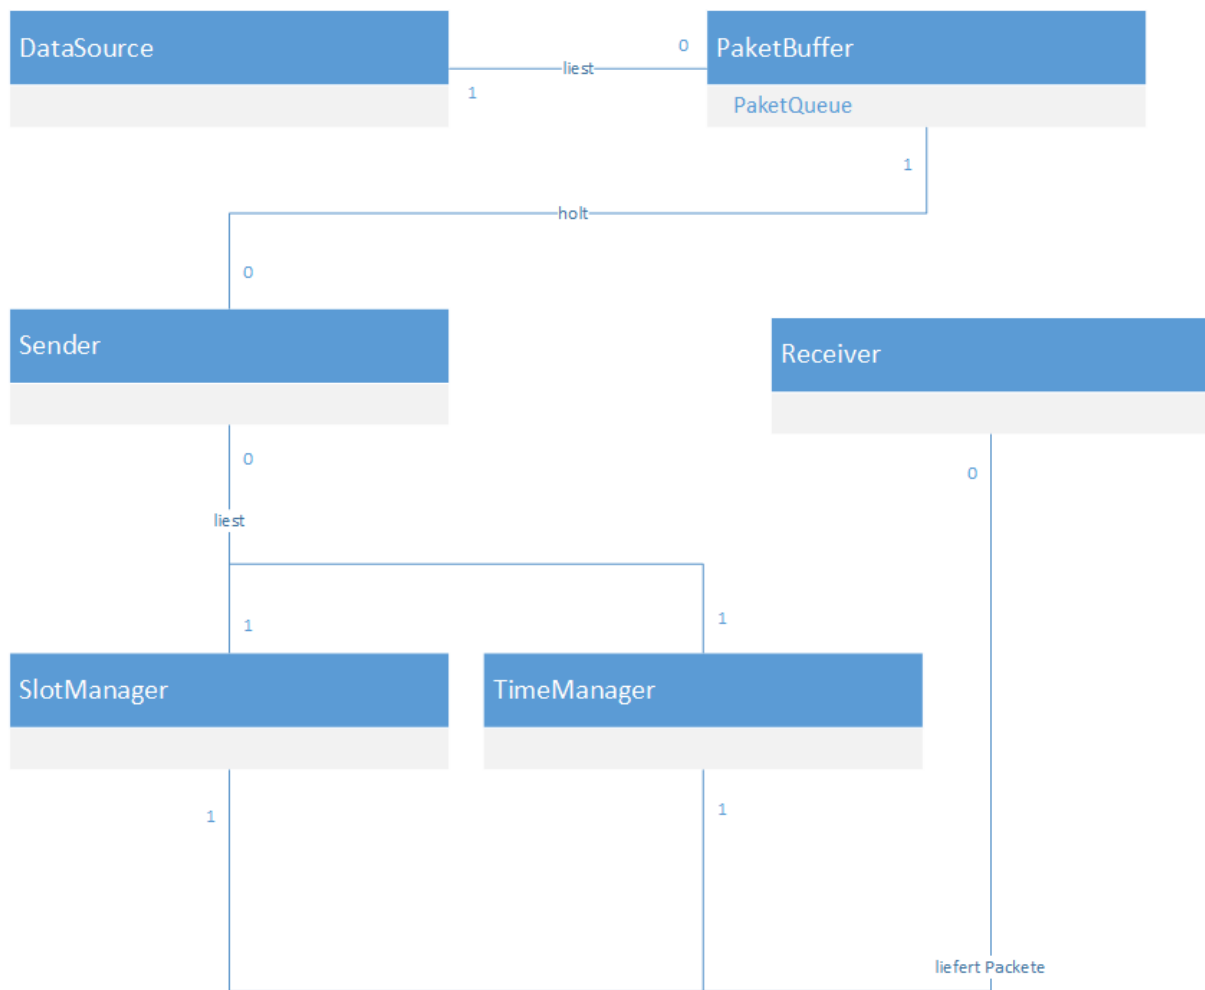 DataSource
0
PaketBuffer
liest
1
PaketQueue
1
holt
0
Sender
Receiver
0
0
liest
1
1
SlotManager
TimeManager
1
1
liefert Packete